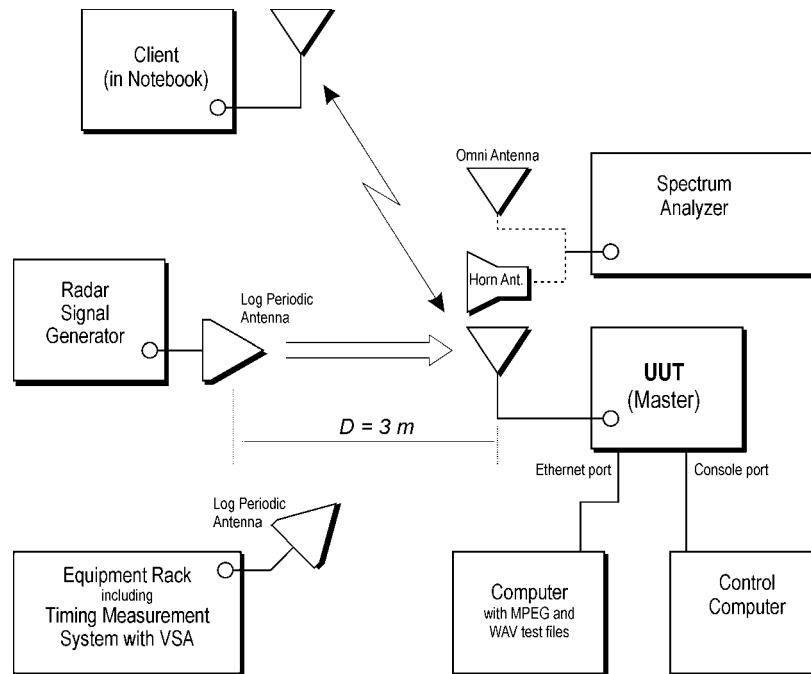 Client
(in Notebook)
Omni Antenna
Spectrum
Analyzer
Horn Ant.
Radar
Signal
Generator
Log Periodic
Antenna
UUT
(Master)
D = 3 m
Ethernet port
Console port
Log Periodic
Antenna
Equipment Rack
including
Timing Measurement
System with VSA
Computer
with MPEG and
WAV test files
Control
Computer